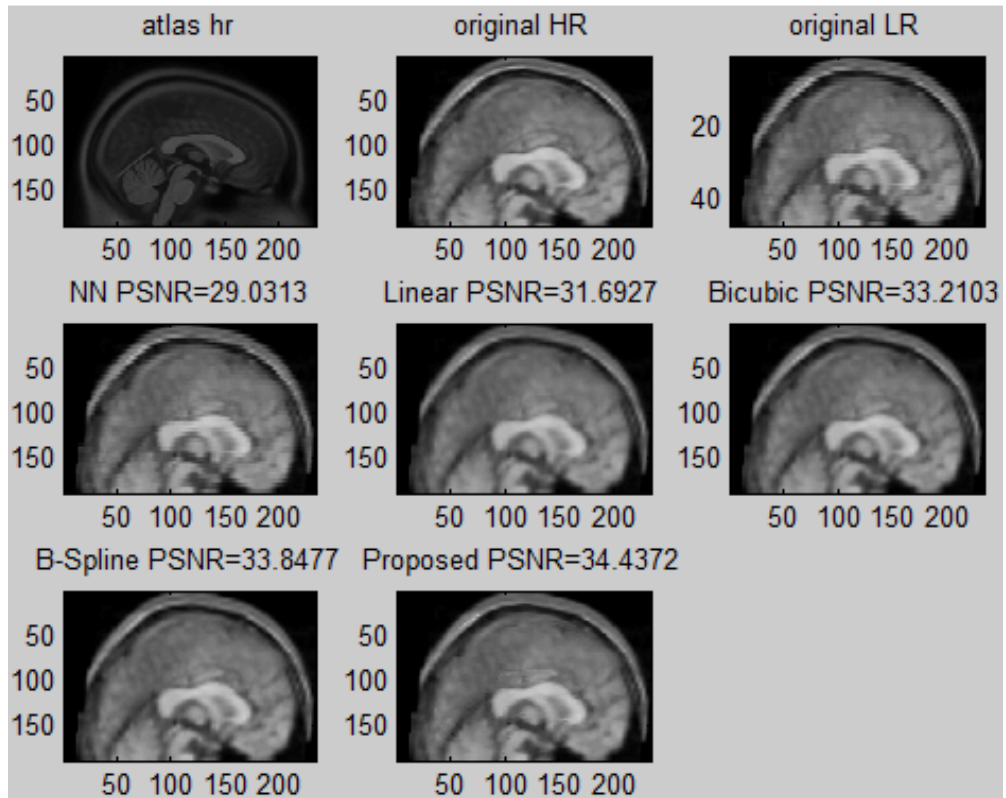 atlas hr
original HR
original LR
50
100
150
50 100 150 200
50
100
150
50 100 150 200
20
40
50 100 150 200
NN PSNR=29.0313
Linear PSNR=31.6927
Bicubic PSNR=33.2103
50
100
150
50 100 150 200
50
100
150
50 100 150 200
50
100
150
50 100 150 200
B-Spline PSNR=33.8477
Proposed PSNR=34.4372
50
100
150
50 100 150 200
50
100
150
50 100 150 200